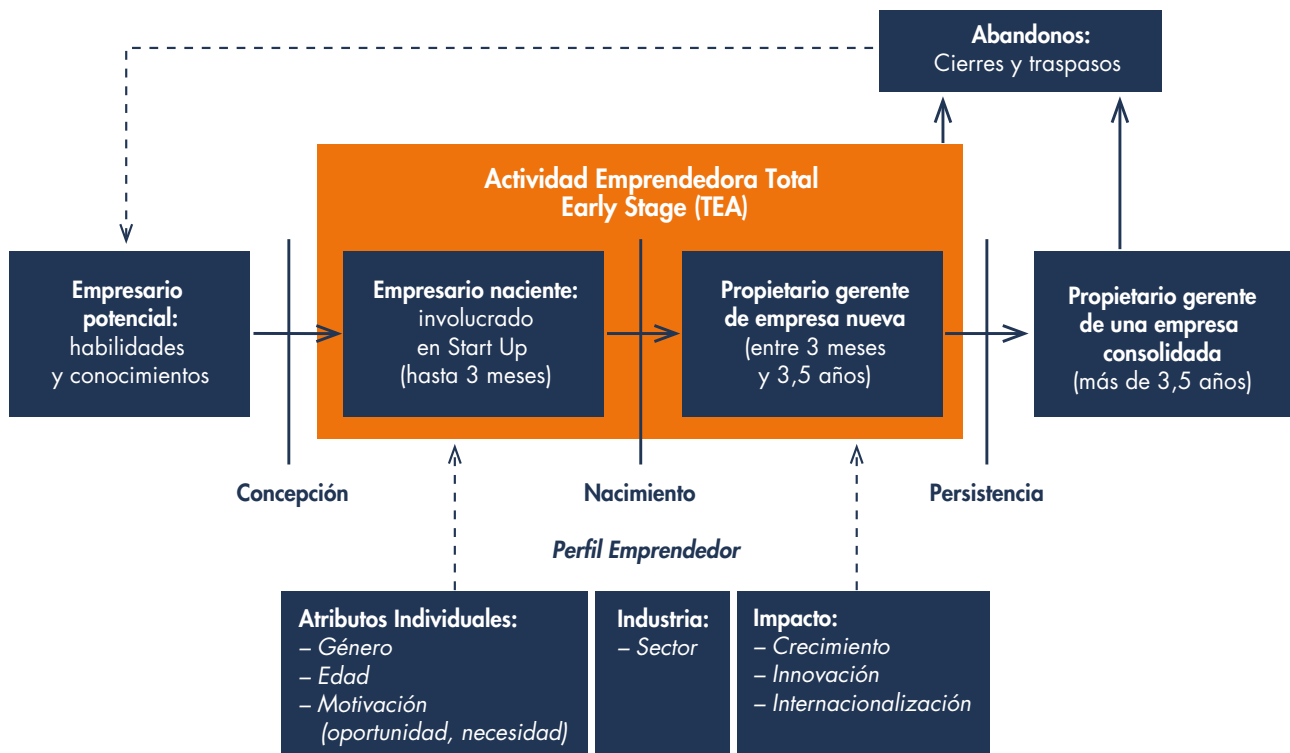 Abandonos:
Cierres y traspasos
Actividad Emprendedora Total
Early Stage (TEA)
Empresario
potencial:
habilidades
y conocimientos
Empresario naciente:
involucrado
en Start Up
(hasta 3 meses)
Propietario gerente
de empresa nueva
(entre 3 meses
y 3,5 años)
Propietario gerente
de una empresa
consolidada
(más de 3,5 años)
Concepción
Nacimiento
Persistencia
Perfil Emprendedor
Atributos Individuales:
– Género
– Edad
– Motivación
(oportunidad, necesidad)
Industria:
– Sector
Impacto:
– Crecimiento
– Innovación
– Internacionalización